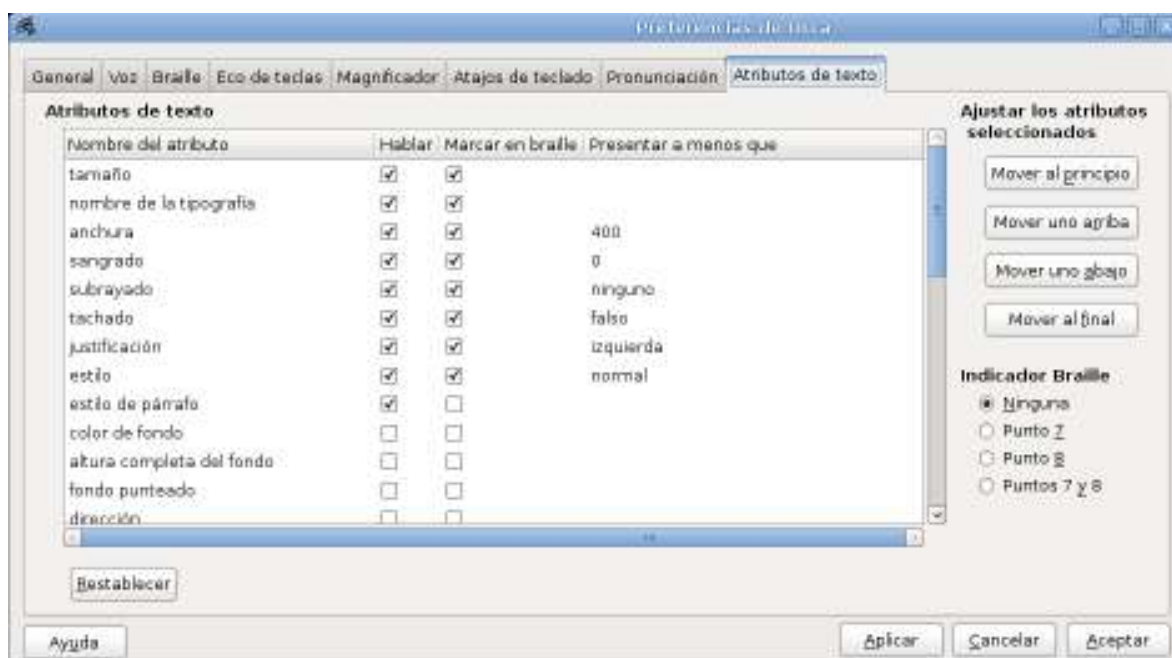 Preferencias de Orca
General Voz Braille Eco de teclas Magnificador Atajos de teclado Pronunciación Atributos de texto
Atributos de texto
Nombre del atributo Hablar Marcar en braille Presentar a menos que
tamaño
nombre de la tipografía
anchura 400
sangrado 0
subrayado ninguno
tachado falso
justificación izquierda
estilo normal
estilo de párrafo
color de fondo
altura completa del fondo
fondo punteado
dirección
Restablecer
Ajustar los atributos
seleccionados
Mover al principio
Mover uno arriba
Mover uno abajo
Mover al final
Indicador Braille
Ninguna
Punto 7
Punto 8
Puntos 7 y 8
Ayuda Aplicar Cancelar Aceptar